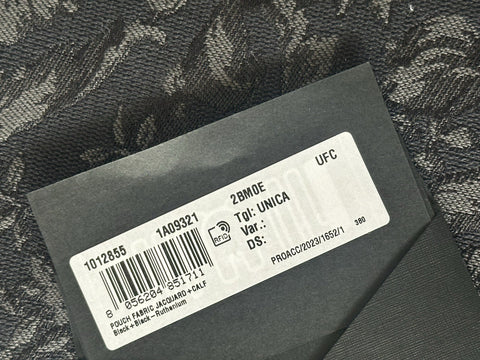 1012855 1A09321 2BM0E UFC
Tgl: UNICA
Var.:
DS:
RFID
8 056204 851711
PROACC/2023/1652/1 380
POUCH FABRIC JACQUARD+CALF
Black+Black-Ruthenium